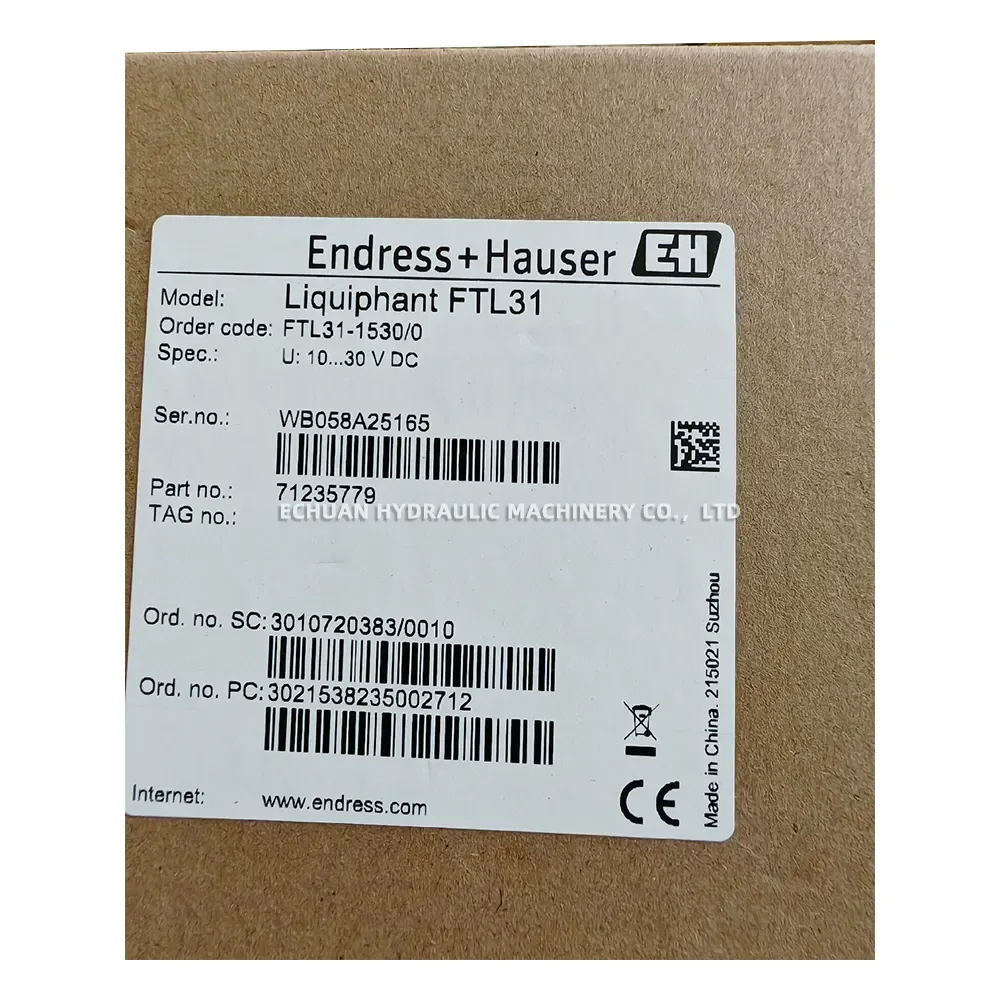 Endress+Hauser EH
Model: Liquiphant FTL31
Order code: FTL31-1530/0
Spec.: U: 10...30 V DC
Ser.no.: WB058A25165
Part no.: 71235779
TAG no.:
ECHUAN HYDRAULIC MACHINERY CO., LTD
Ord. no. SC: 3010720383/0010
Ord. no. PC: 3021538235002712
Internet: www.endress.com
CE
Made in China. 215021 Suzhou